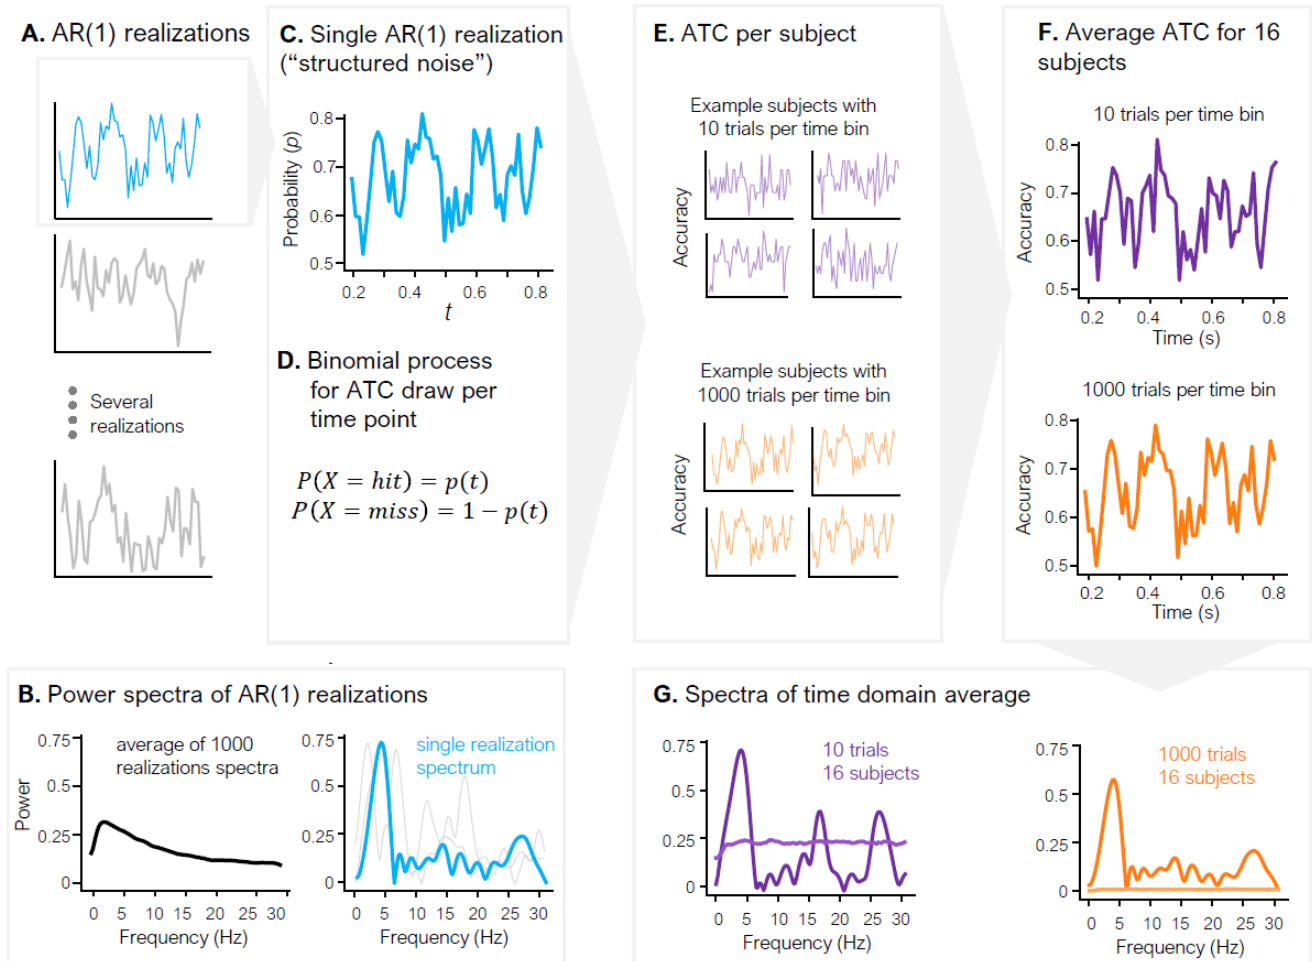 A. AR(1) realizations
Several
realizations
C. Single AR(1) realization
(“structured noise”)
Probability (p)
0.8
0.7
0.6
0.5
0.2 0.4 0.6 0.8
t
D. Binomial process
for ATC draw per
time point
P(X = hit) = p(t)
P(X = miss) = 1 − p(t)
E. ATC per subject
Example subjects with
10 trials per time bin
Accuracy
Example subjects with
1000 trials per time bin
Accuracy
F. Average ATC for 16
subjects
10 trials per time bin
Accuracy
0.8
0.7
0.6
0.5
0.2 0.4 0.6 0.8
Time (s)
1000 trials per time bin
Accuracy
0.8
0.7
0.6
0.5
0.2 0.4 0.6 0.8
Time (s)
B. Power spectra of AR(1) realizations
average of 1000
realizations spectra
Power
0.75
0.5
0.25
0
0 5 10 15 20 25 30
Frequency (Hz)
single realization
spectrum
0.75
0.5
0.25
0
0 5 10 15 20 30
Frequency (Hz)
G. Spectra of time domain average
10 trials
16 subjects
0.75
0.5
0.25
0
0 5 10 15 20 25 30
Frequency (Hz)
1000 trials
16 subjects
0.75
0.5
0.25
0
0 5 10 15 20 25 30
Frequency (Hz)